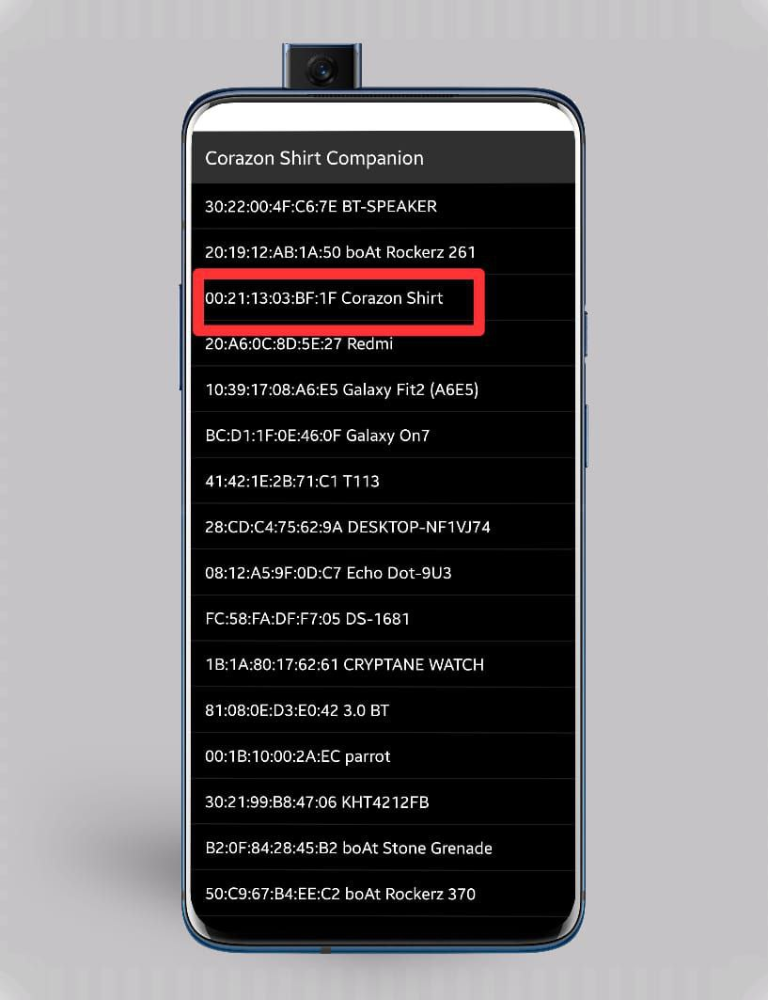 Corazon Shirt Companion
30:22:00:4F:C6:7E BT-SPEAKER
20:19:12:AB:1A:50 boAt Rockerz 261
00:21:13:03:BF:1F Corazon Shirt
20:A6:0C:8D:5E:27 Redmi
10:39:17:08:A6:E5 Galaxy Fit2 (A6E5)
BC:D1:1F:0E:46:0F Galaxy On7
41:42:1E:2B:71:C1 T113
28:CD:C4:75:62:9A DESKTOP-NF1VJ74
08:12:A5:9F:0D:C7 Echo Dot-9U3
FC:58:FA:DF:F7:05 DS-1681
1B:1A:80:17:62:61 CRYPTANE WATCH
81:08:0E:D3:E0:42 3.0 BT
00:1B:10:00:2A:EC parrot
30:21:99:B8:47:06 KHT4212FB
B2:0F:84:28:45:B2 boAt Stone Grenade
50:C9:67:B4:EE:C2 boAt Rockerz 370